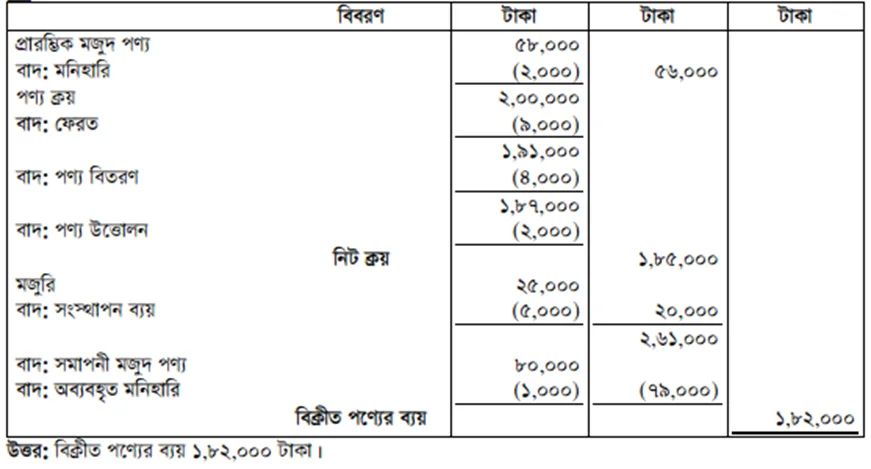 বিবরণ টাকা টাকা টাকা
প্রারম্ভিক মজুদ পণ্য ৫৮,০০০
বাদ: মনিহারি (২,০০০) ৫৬,০০০
পণ্য ক্রয় ২,০০,০০০
বাদ: ফেরত (৯,০০০)
১,৯১,০০০
বাদ: পণ্য বিতরণ (৪,০০০)
১,৮৭,০০০
বাদ: পণ্য উত্তোলন (২,০০০)
নিট ক্রয় ১,৮৫,০০০
মজুরি ২৫,০০০
বাদ: সংস্থাপন ব্যয় (৫,০০০) ২০,০০০
২,৬১,০০০
বাদ: সমাপনী মজুদ পণ্য ৮০,০০০
বাদ: অব্যবহৃত মনিহারি (১,০০০) (৭৯,০০০)
বিক্রীত পণ্যের ব্যয় ১,৮২,০০০
উত্তর: বিক্রীত পণ্যের ব্যয় ১,৮২,০০০ টাকা।